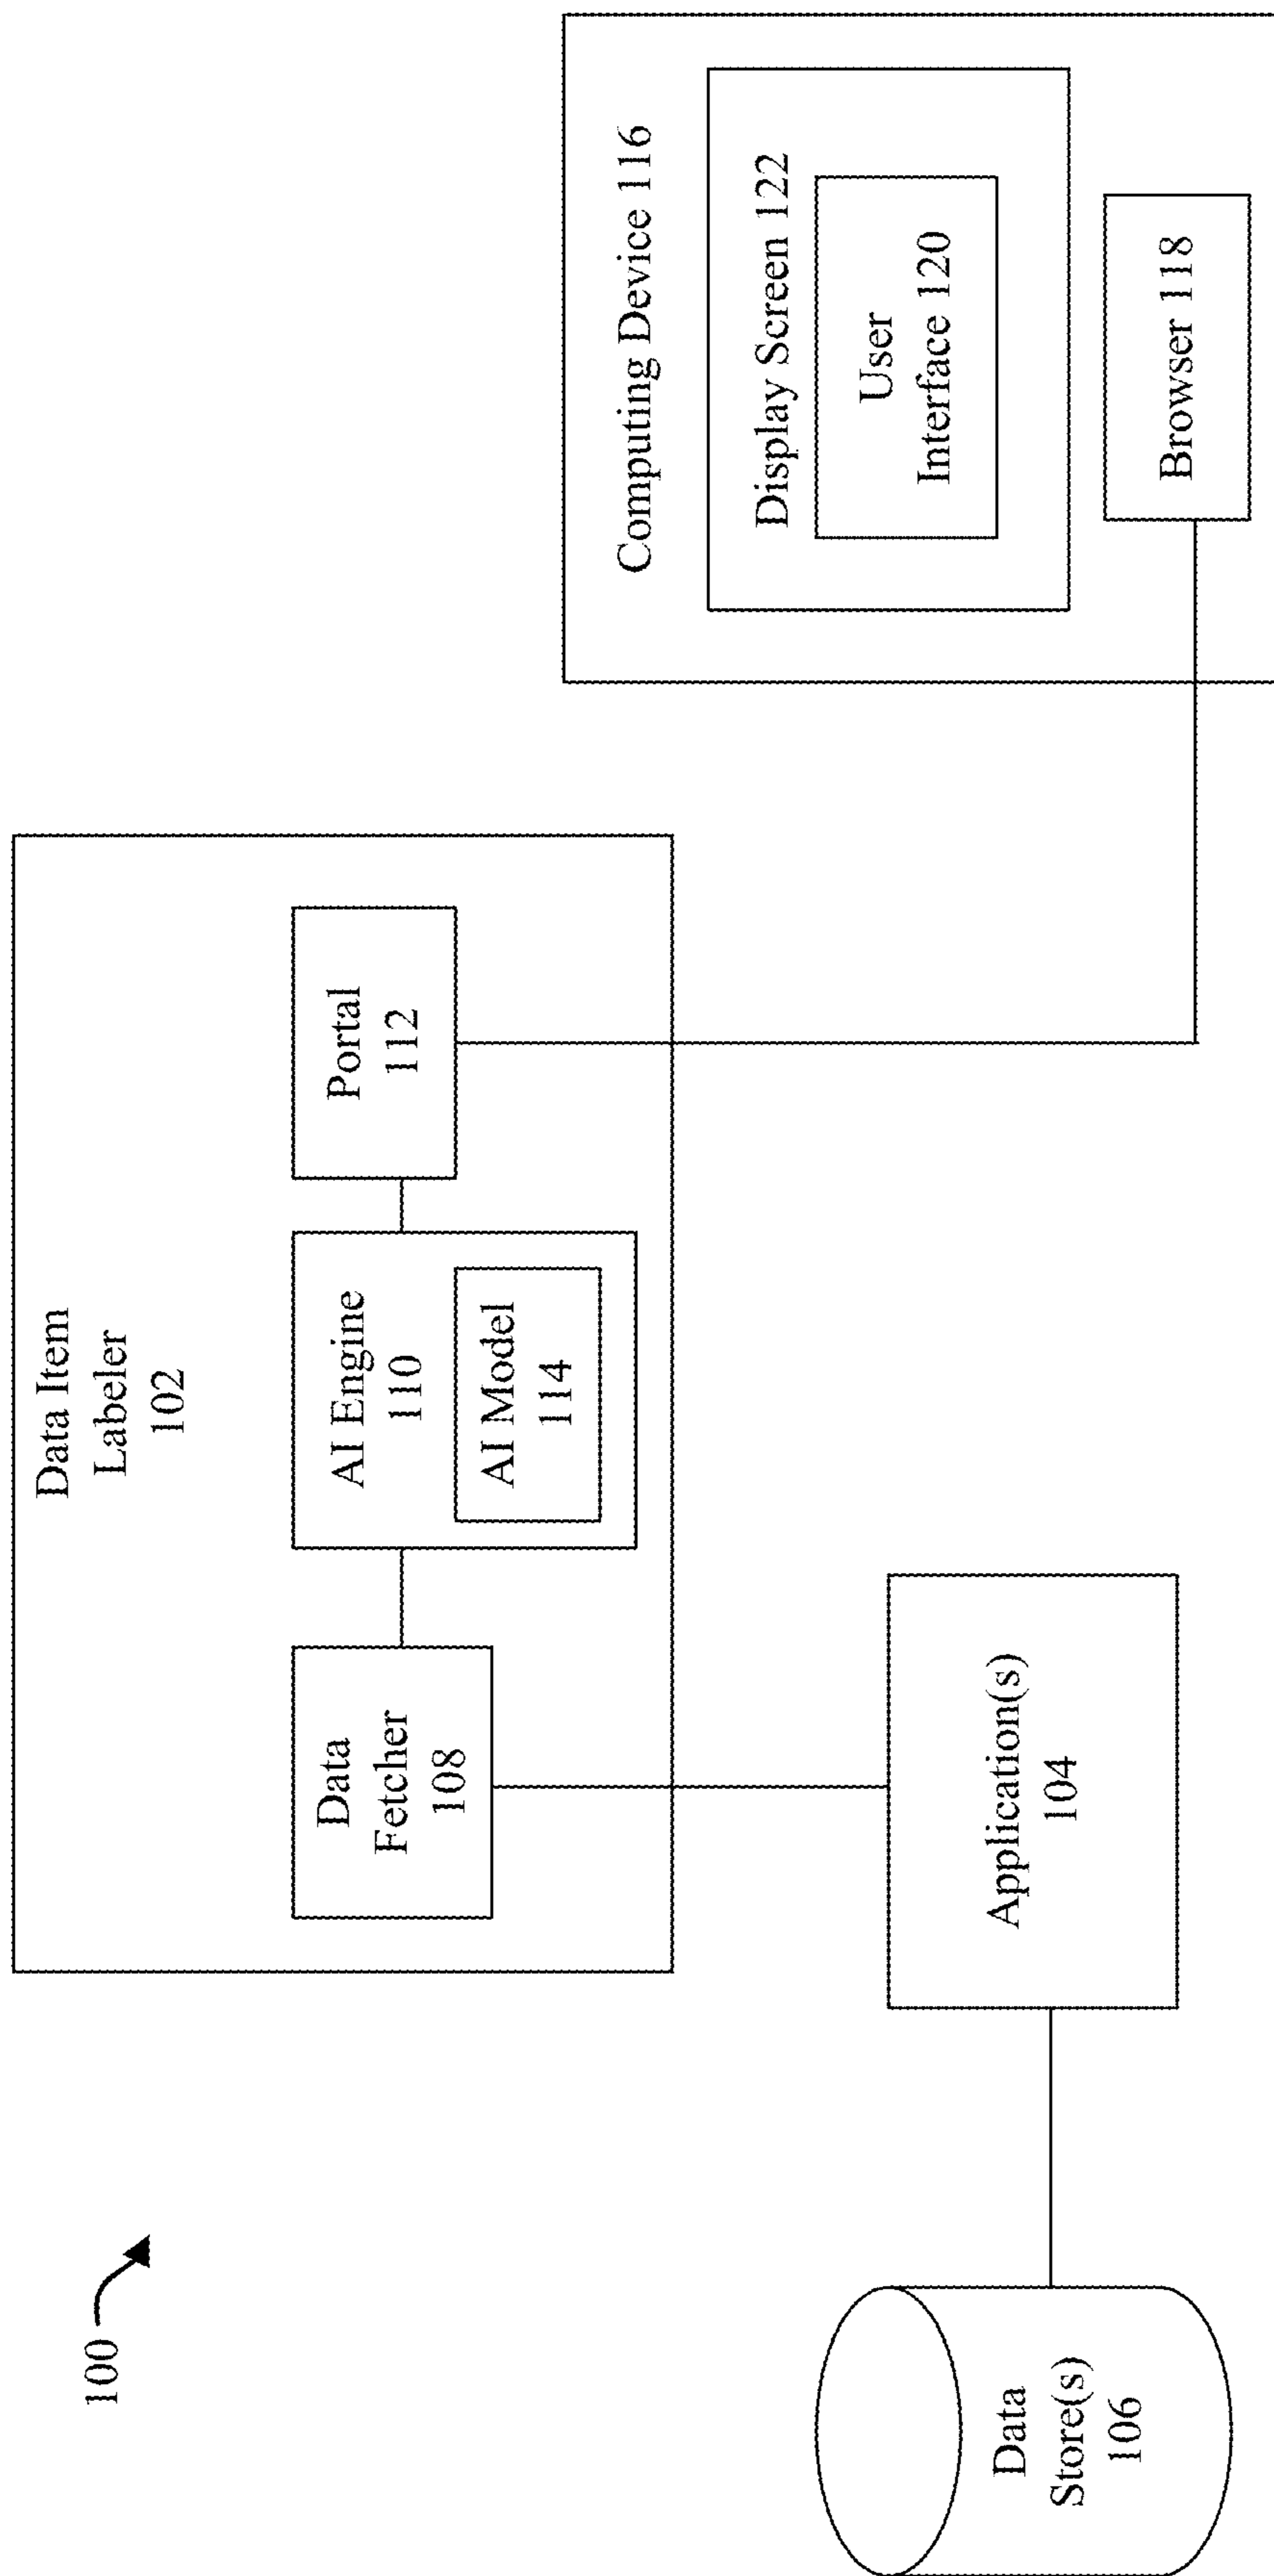 100
Data Item
Labeler
102
Data
Fetcher
108
AI Engine
110
AI Model
114
Portal
112
Data
Store(s)
106
Application(s)
104
Computing Device 116
Display Screen 122
User
Interface 120
Browser 118